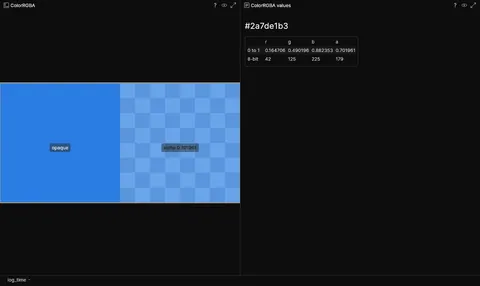 ColorRGBA
opaque
ColorRGBA values
#2a7de1b3
r g b a
0 to 1 0.164706 0.490196 0.882353 0.701961
8-bit 42 125 225 179
log_time